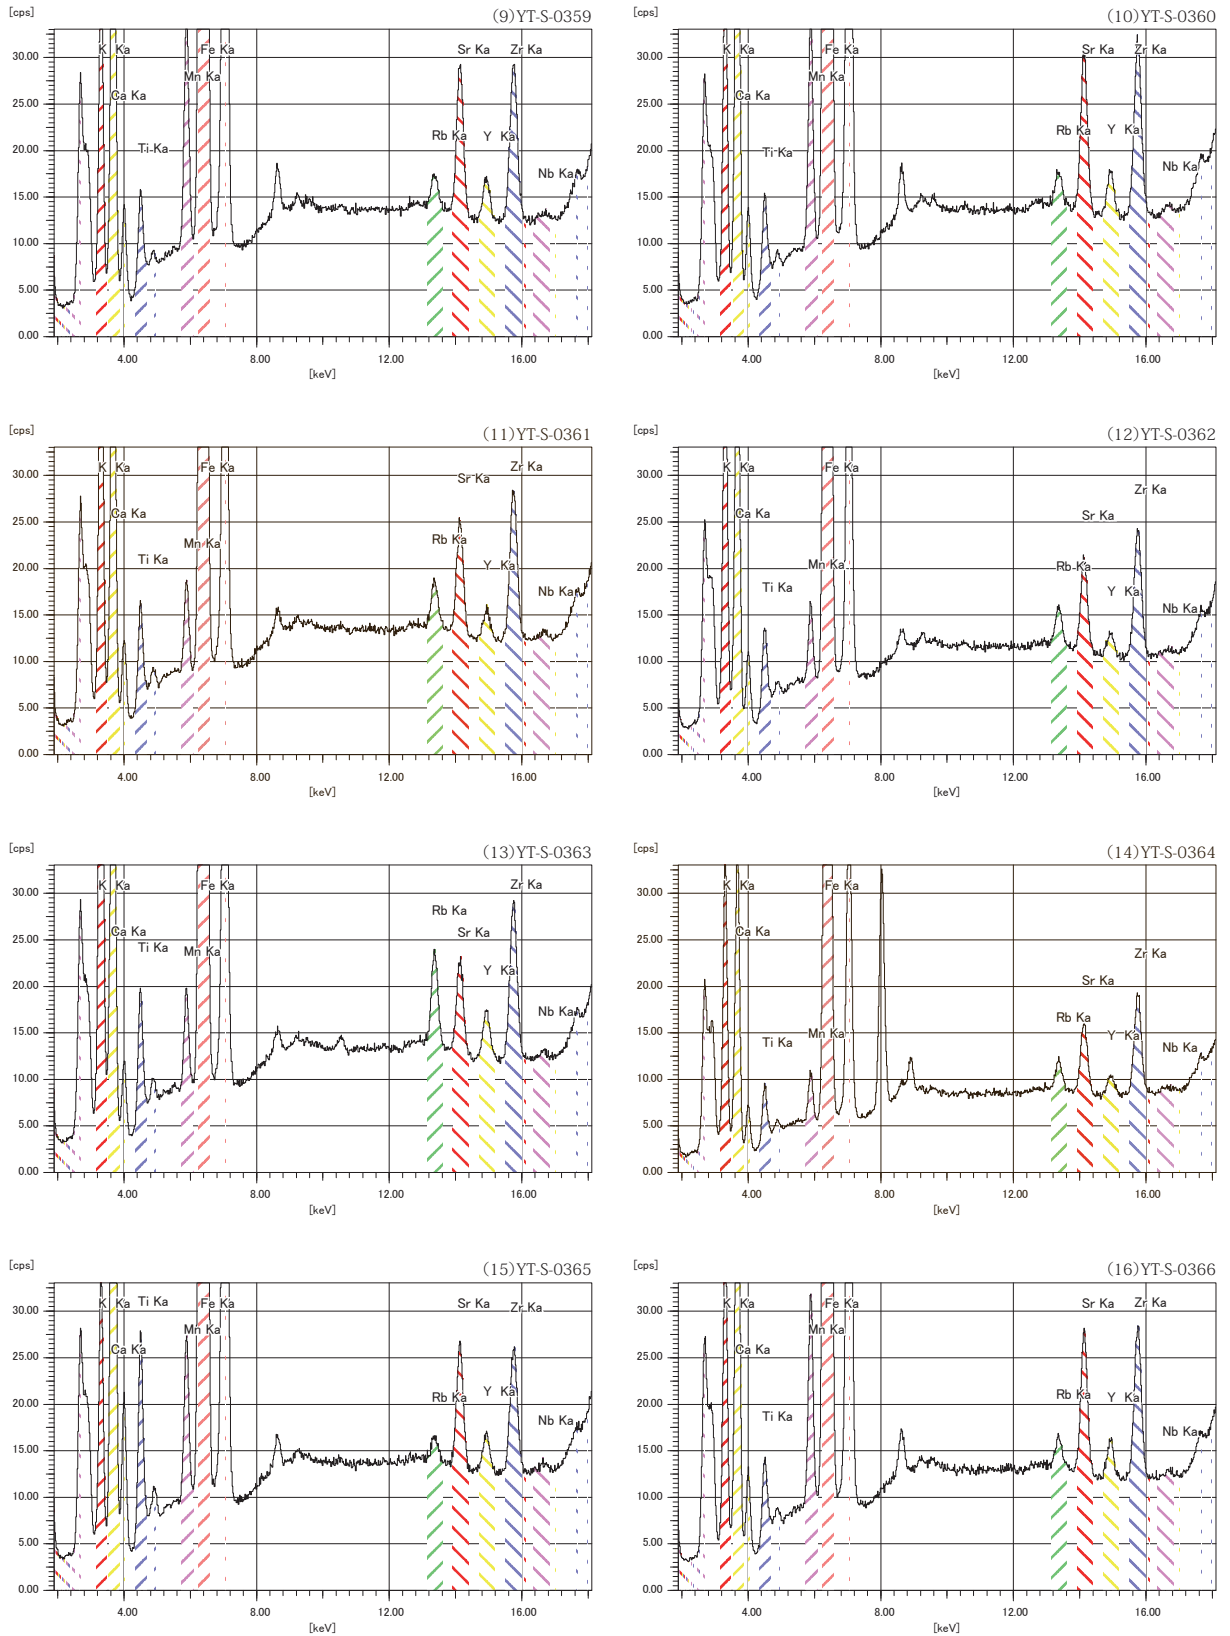 [cps] (9)YT-S-0359
30.00 K Ka Fe Ka Sr Ka Zr Ka
Mn Ka
25.00 Ca Ka
20.00 Ti Ka Rb Ka Y Ka
Nb Ka
15.00
10.00
5.00
0.00
4.00 8.00 12.00 16.00
[keV]
[cps] (10)YT-S-0360
30.00 K Ka Fe Ka Sr Ka Zr Ka
Mn Ka
25.00 Ca Ka
20.00 Ti Ka Rb Ka Y Ka
Nb Ka
15.00
10.00
5.00
0.00
4.00 8.00 12.00 16.00
[keV]
[cps] (11)YT-S-0361
30.00 K Ka Fe Ka Sr Ka Zr Ka
25.00 Ca Ka
Mn Ka Rb Ka
20.00 Ti Ka Y Ka
Nb Ka
15.00
10.00
5.00
0.00
4.00 8.00 12.00 16.00
[keV]
[cps] (12)YT-S-0362
30.00 K Ka Fe Ka
Zr Ka
25.00 Ca Ka Sr Ka
20.00 Mn Ka Rb Ka
Ti Ka Y Ka
Nb Ka
15.00
10.00
5.00
0.00
4.00 8.00 12.00 16.00
[keV]
[cps] (13)YT-S-0363
30.00 K Ka Fe Ka Zr Ka
Rb Ka
25.00 Ca Ka Sr Ka
Ti Ka Mn Ka
20.00 Y Ka
Nb Ka
15.00
10.00
5.00
0.00
4.00 8.00 12.00 16.00
[keV]
[cps] (14)YT-S-0364
30.00 K Ka Fe Ka
25.00 Ca Ka Zr Ka
20.00 Sr Ka
Rb Ka
15.00 Ti Ka Mn Ka Y Ka
Nb Ka
10.00
5.00
0.00
4.00 8.00 12.00 16.00
[keV]
[cps] (15)YT-S-0365
30.00 K Ka Ti Ka Fe Ka Sr Ka Zr Ka
Mn Ka
25.00 Ca Ka
20.00 Rb Ka Y Ka
Nb Ka
15.00
10.00
5.00
0.00
4.00 8.00 12.00 16.00
[keV]
[cps] (16)YT-S-0366
30.00 K Ka Fe Ka Sr Ka Zr Ka
Mn Ka
25.00 Ca Ka
20.00 Ti Ka Rb Ka Y Ka
Nb Ka
15.00
10.00
5.00
0.00
4.00 8.00 12.00 16.00
[keV]